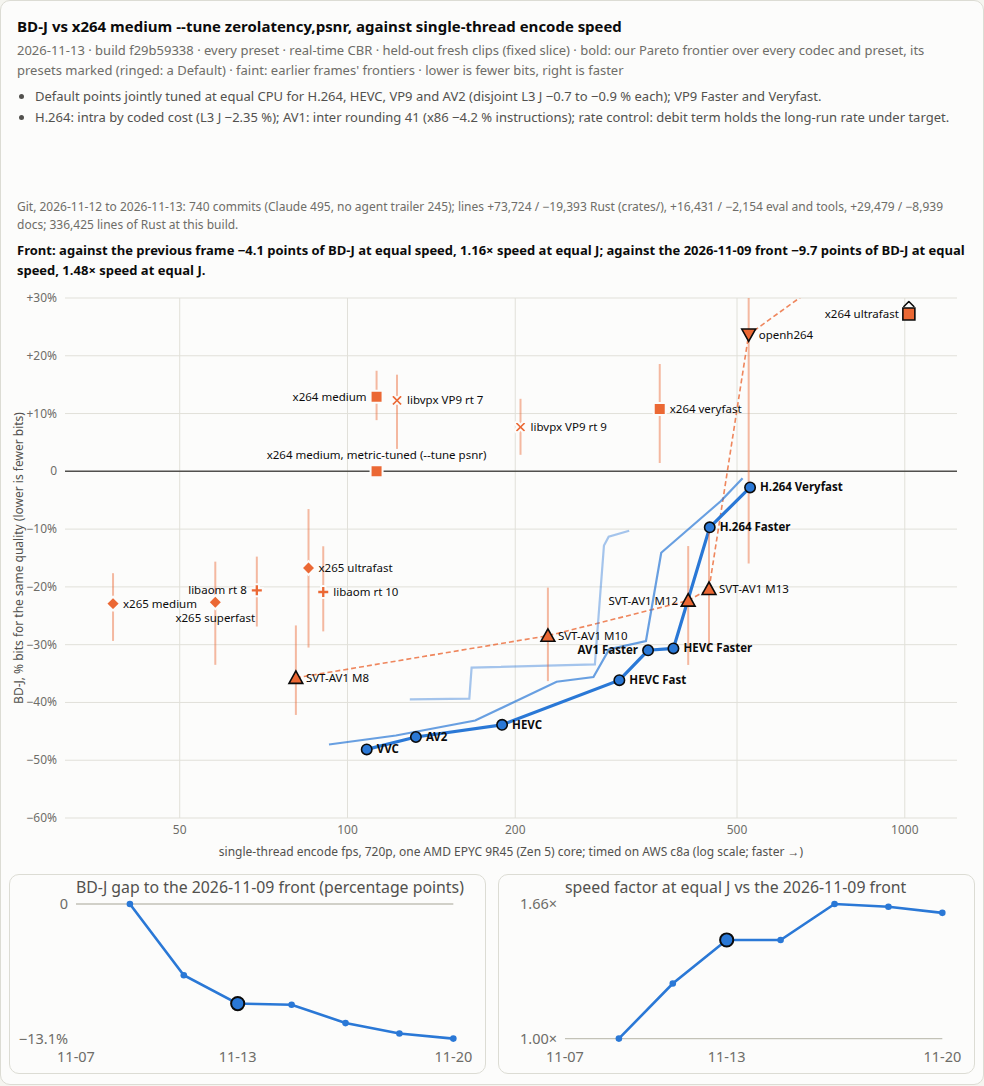 BD-J vs x264 medium --tune zerolatency,psnr, against single-thread encode speed
2026-11-13 · build f29b59338 · every preset · real-time CBR · held-out fresh clips (fixed slice) · bold: our Pareto frontier over every codec and preset, its
presets marked (ringed: a Default) · faint: earlier frames' frontiers · lower is fewer bits, right is faster
• Default points jointly tuned at equal CPU for H.264, HEVC, VP9 and AV2 (disjoint L3 J −0.7 to −0.9 % each); VP9 Faster and Veryfast.
• H.264: intra by coded cost (L3 J −2.35 %); AV1: inter rounding 41 (x86 −4.2 % instructions); rate control: debit term holds the long-run rate under target.
Git, 2026-11-12 to 2026-11-13: 740 commits (Claude 495, no agent trailer 245); lines +73,724 / −19,393 Rust (crates/), +16,431 / −2,154 eval and tools, +29,479 / −8,939
docs; 336,425 lines of Rust at this build.
Front: against the previous frame −4.1 points of BD-J at equal speed, 1.16× speed at equal J; against the 2026-11-09 front −9.7 points of BD-J at equal
speed, 1.48× speed at equal J.
+30%
x264 ultrafast
openh264
+20%
x264 medium
libvpx VP9 rt 7
+10%
x264 veryfast
libvpx VP9 rt 9
x264 medium, metric-tuned (--tune psnr)
0
H.264 Veryfast
−10%
H.264 Faster
x265 ultrafast
−20%
libaom rt 8
libaom rt 10
SVT-AV1 M13
x265 medium
SVT-AV1 M12
x265 superfast
−30%
SVT-AV1 M10
AV1 Faster
HEVC Faster
SVT-AV1 M8
HEVC Fast
−40%
HEVC
AV2
VVC
−50%
−60%
BD-J, % bits for the same quality (lower is fewer bits)
50
100
200
500
1000
single-thread encode fps, 720p, one AMD EPYC 9R45 (Zen 5) core; timed on AWS c8a (log scale; faster →)
BD-J gap to the 2026-11-09 front (percentage points)
0
−13.1%
11-07
11-13
11-20
speed factor at equal J vs the 2026-11-09 front
1.66×
1.00×
11-07
11-13
11-20